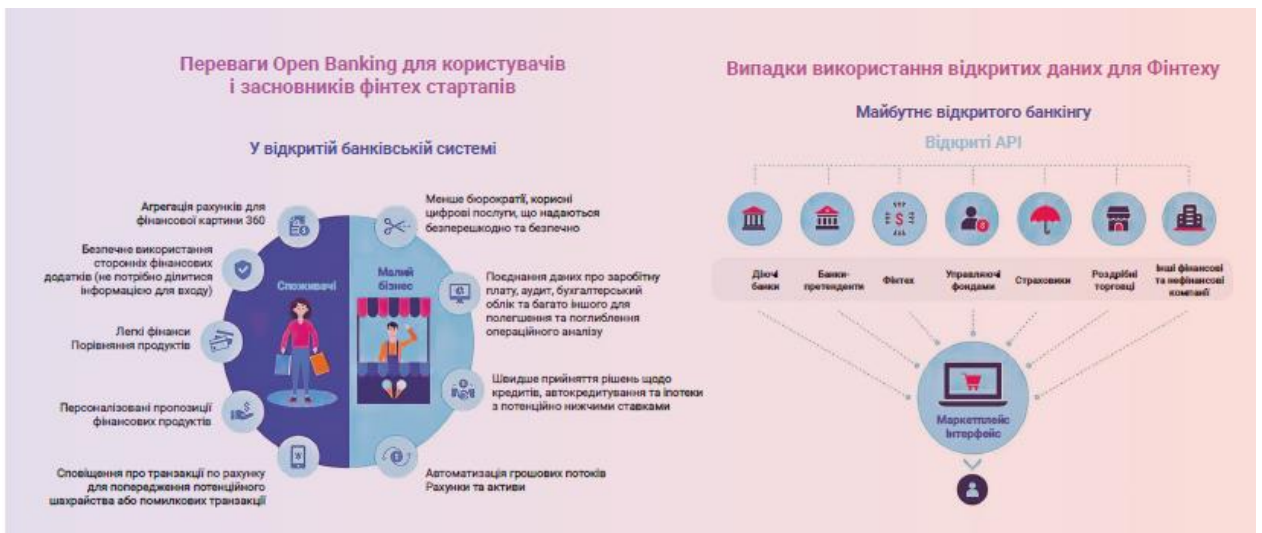 Переваги Open Banking для користувачів
і засновників фінтех стартапів
У відкритій банківській системі
Агрегація рахунків для
фінансової картини 360
Безпечне використання
сторонніх фінансових
додатків (не потрібно ділитися
інформацією для входу)
Легкі фінанси
Порівняння продуктів
Персоналізовані пропозиції
фінансових продуктів
Сповіщення про транзакції по рахунку
для попередження потенційного
шахрайства або помилкових транзакції
Споживачі
Малий
бізнес
Менше бюрократії, корисні
цифрові послуги, що надаються
безперешкодно та безпечно
Поєднання даних про заробітну
плату, аудит, бухгалтерський
облік та багато іншого для
полегшення та поглиблення
операційного аналізу
Швидше прийняття рішень щодо
кредитів, автокредитування та іпотеки
з потенційно нижчими ставками
Автоматизація грошових потоків
Рахунки та активи
Випадки використання відкритих даних для Фінтеху
Майбутнє відкритого банкінгу
Відкриті API
Діючі
банки
Банки-
претенденти
Фінтех
Управляючі
фондами
Страховики
Роздрібні
торговці
Інші фінансові
та нефінансові
компанії
Маркетплейс
Інтерфейс